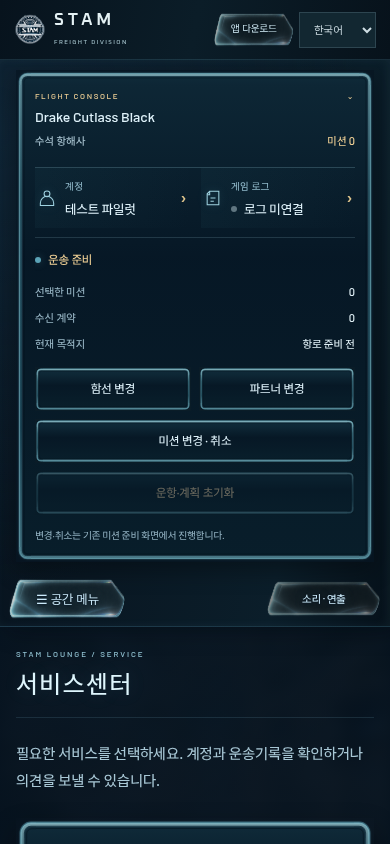 STAM
FREIGHT DIVISION
앱 다운로드
한국어
STAM
FLIGHT CONSOLE
Drake Cutlass Black
수석 항해사
미션 0
계정
테스트 파일럿
게임 로그
로그 미연결
운송 준비
선택한 미션
0
수신 계약
0
현재 목적지
항로 준비 전
함선 변경
파트너 변경
미션 변경 · 취소
운항·계획 초기화
변경·취소는 기존 미션 준비 화면에서 진행합니다.
☰ 공간 메뉴
소리·연출
STAM LOUNGE / SERVICE
서비스센터
필요한 서비스를 선택하세요. 계정과 운송기록을 확인하거나
의견을 보낼 수 있습니다.